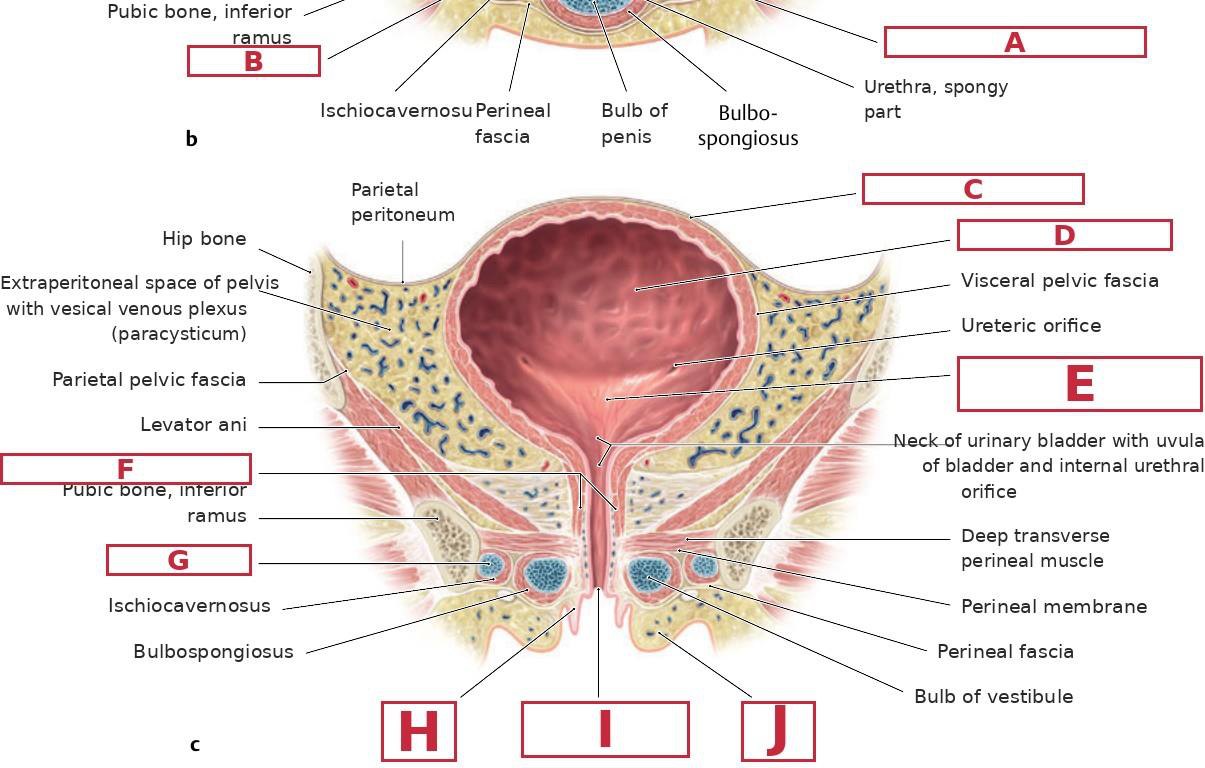 Pubic bone, inferior
ramus
B
A
Urethra, spongy
part
Ischiocavernosu
Perineal
fascia
Bulb of
penis
Bulbo-
spongiosus
b
Parietal
peritoneum
C
D
Hip bone
Extraperitoneal space of pelvis
with vesical venous plexus
(paracysticum)
Visceral pelvic fascia
Ureteric orifice
E
Parietal pelvic fascia
Levator ani
Neck of urinary bladder with uvula
of bladder and internal urethral
orifice
F
Pubic bone, inferior
ramus
Deep transverse
perineal muscle
G
Ischiocavernosus
Perineal membrane
Bulbospongiosus
Perineal fascia
Bulb of vestibule
H
I
J
c